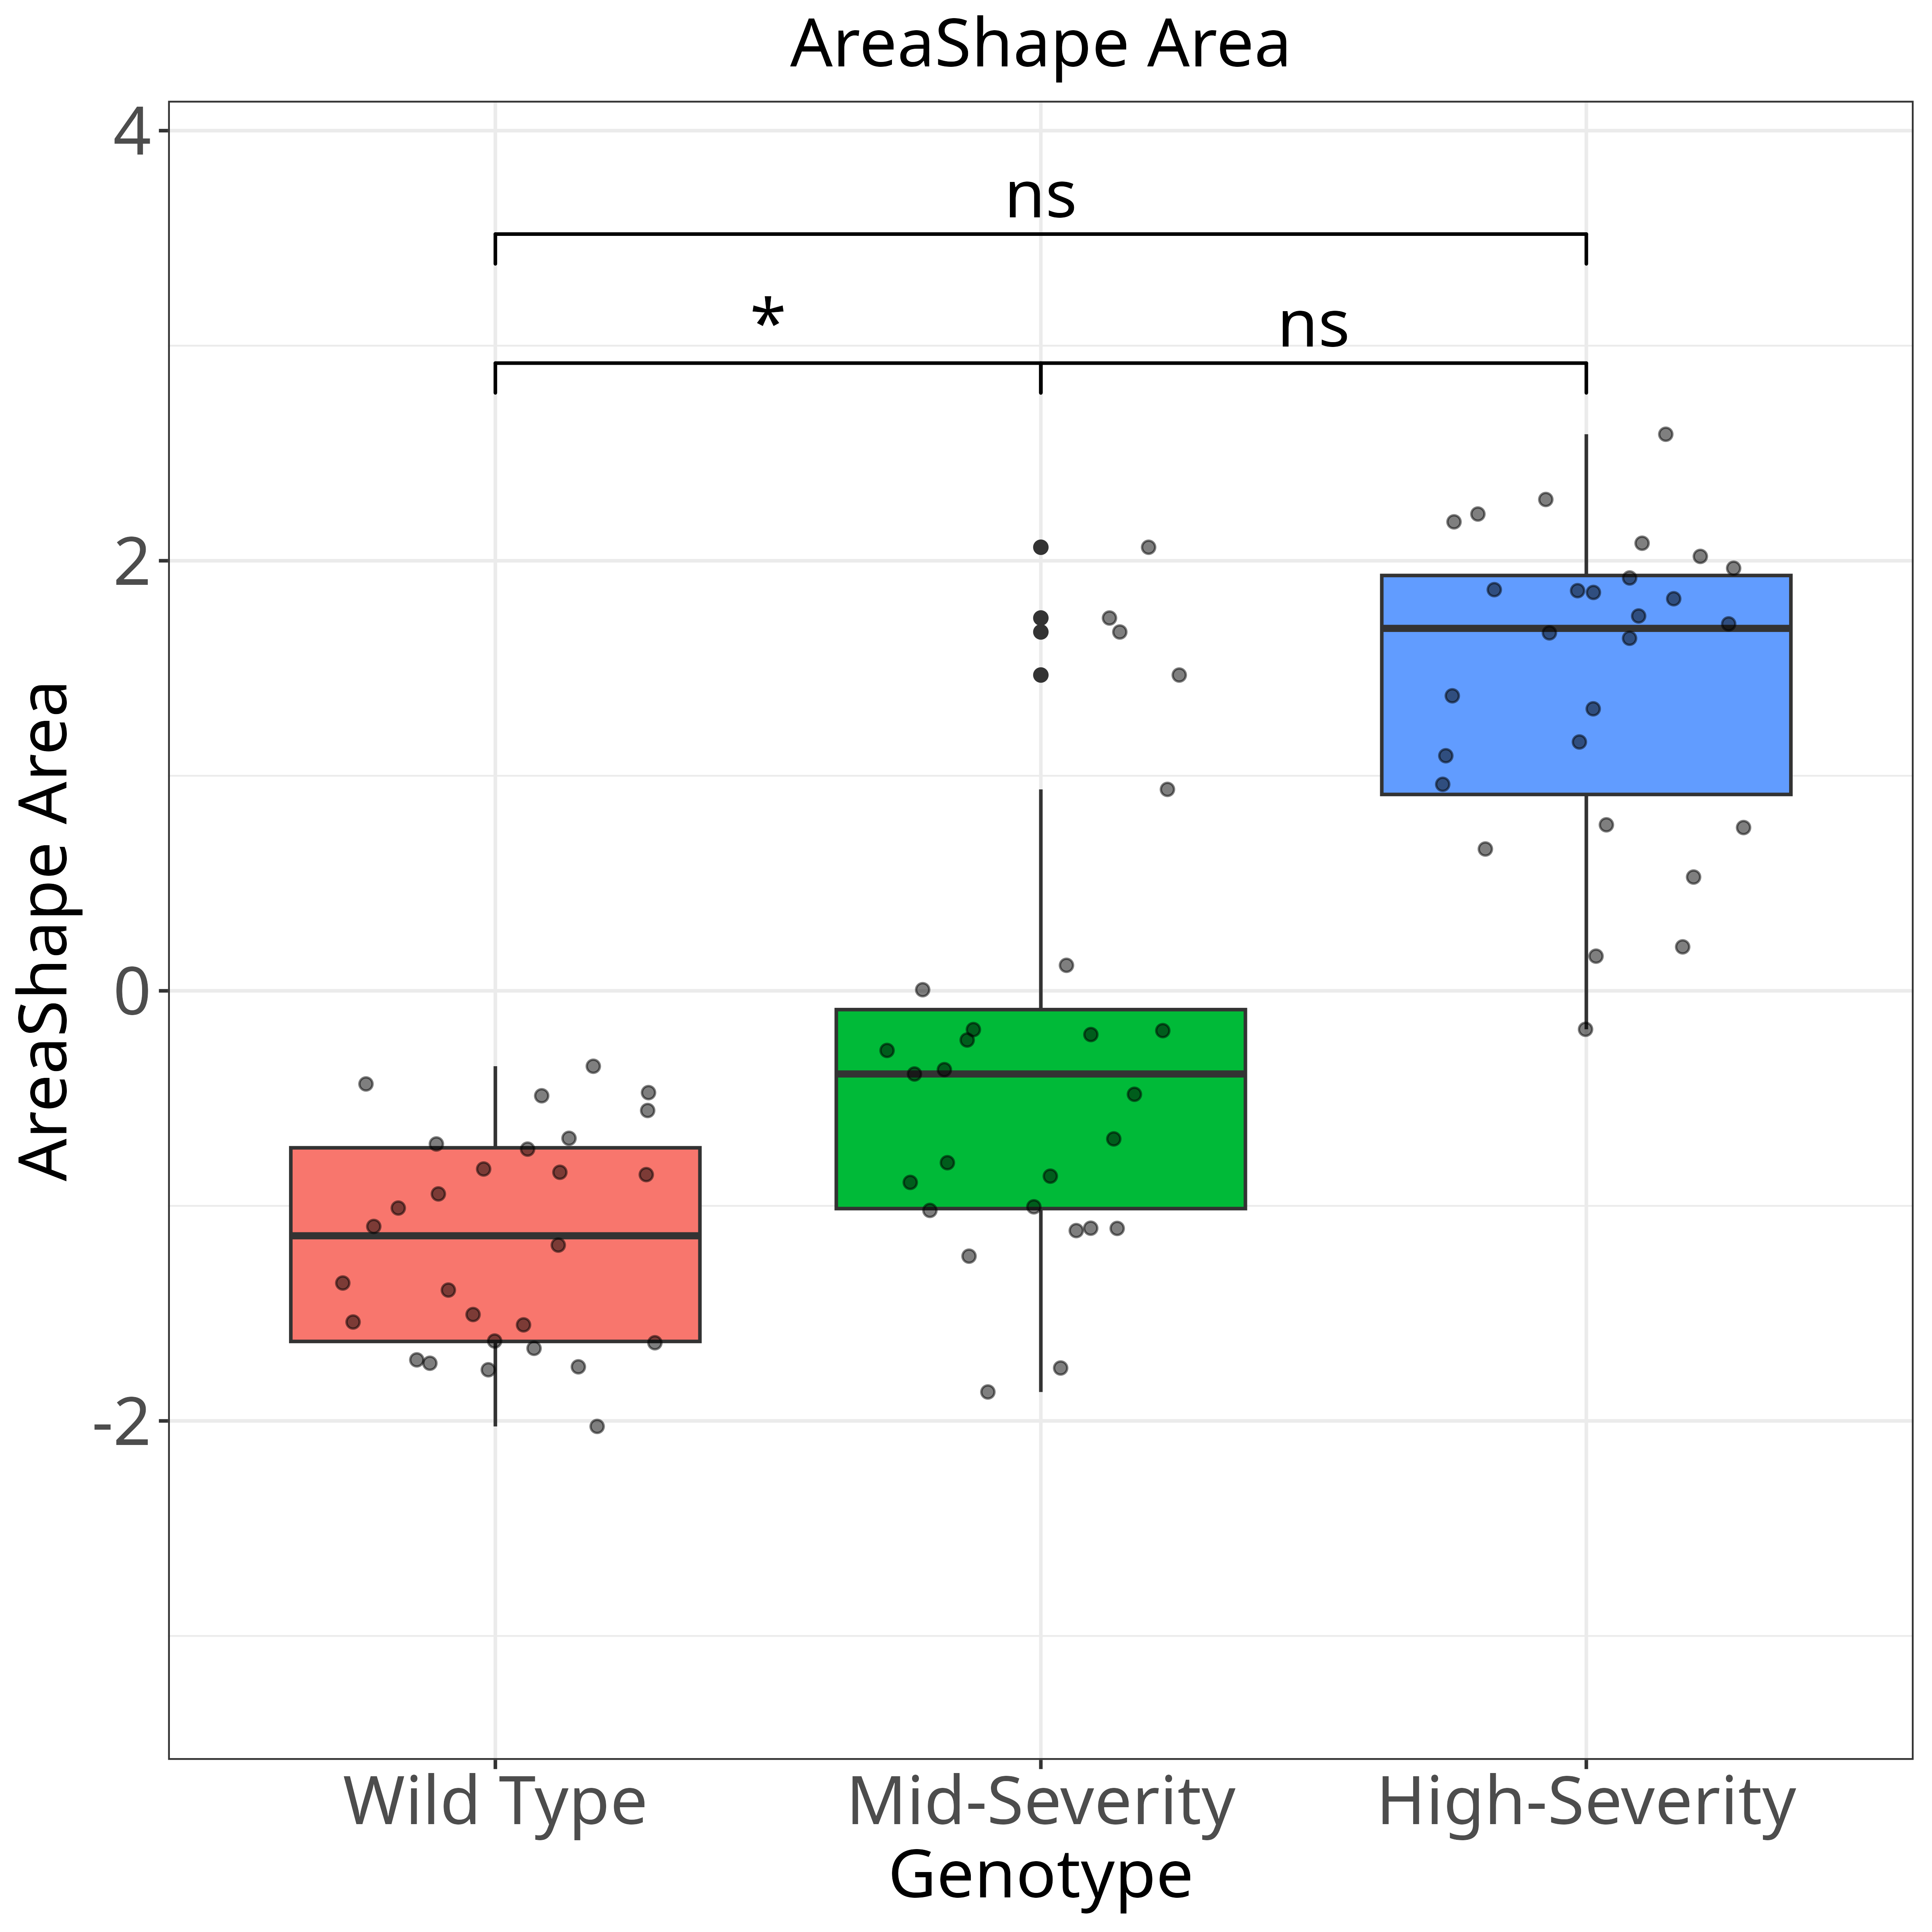 AreaShape Area
AreaShape Area
4
2
0
-2
ns
*
ns
Wild Type
Mid-Severity
High-Severity
Genotype